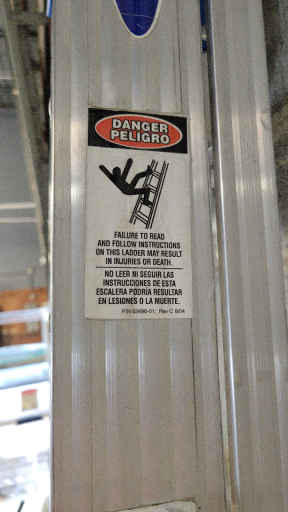 DANGER
PELIGRO
FAILURE TO READ
AND FOLLOW INSTRUCTIONS
ON THIS LADDER MAY RESULT
IN INJURIES OR DEATH.
NO LEER NI SEGUIR LAS
INSTRUCCIONES DE ESTA
ESCALERA PODRÍA RESULTAR
EN LESIONES O LA MUERTE.